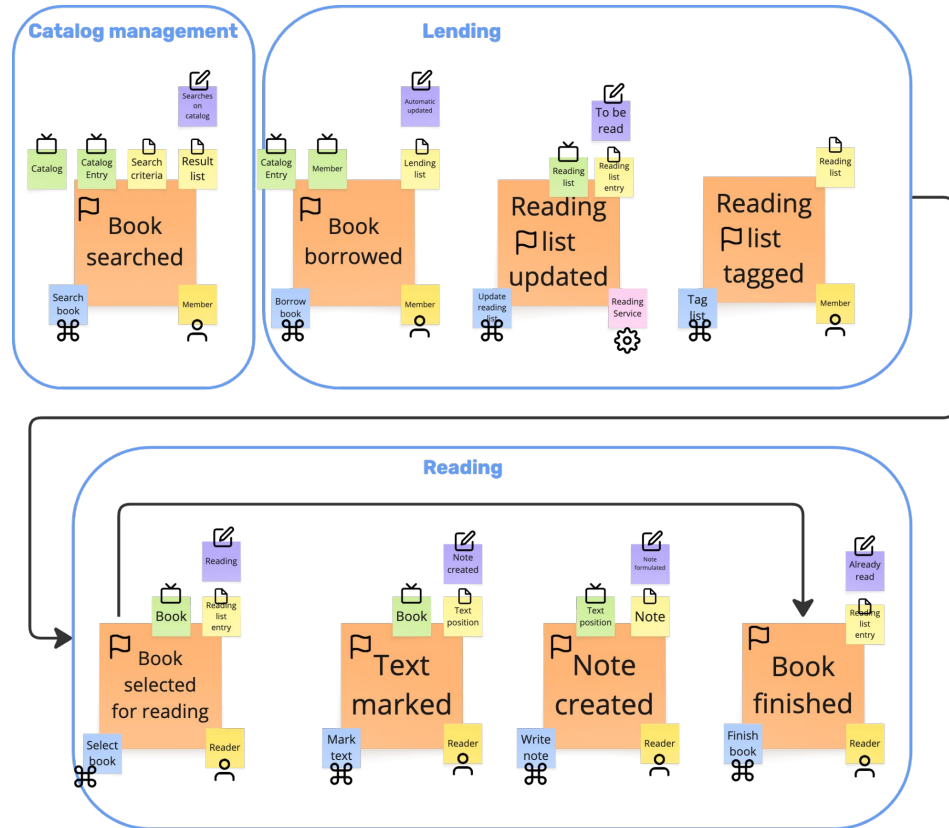 Catalog management
Lending
Searches
on
catalog
Catalog
Catalog
Entry
Search
criteria
Result
list
Book
searched
Search
book
Member
Automatic
updated
Catalog
Entry
Member
Lending
list
Book
borrowed
Borrow
book
Member
To be
read
Reading
list
Reading
list
entry
Reading
list
updated
Update
reading
list
Reading
Service
Reading
list
Reading
list
tagged
Tag
list
Member
Reading
Reading
Book
Reading
list
entry
Book
selected
for reading
Select
book
Reader
Note
created
Book
Text
position
Text
marked
Mark
text
Reader
Note
formulated
Text
position
Note
Note
created
Write
note
Reader
Already
read
Reading
list
entry
Book
finished
Finish
book
Reader